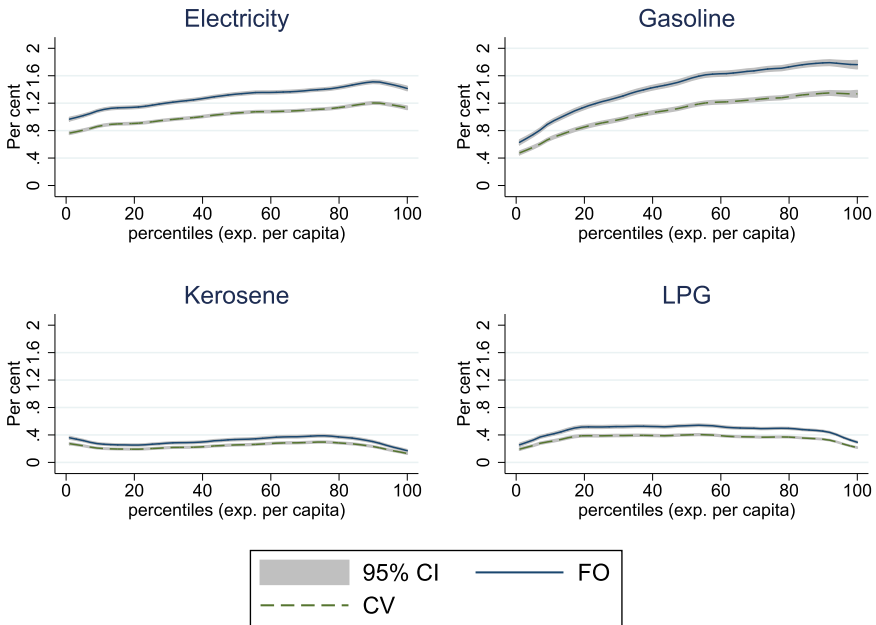 Electricity
Gasoline
Per cent
0 .4 .8 1.2 1.6 2
0 20 40 60 80 100
percentiles (exp. per capita)
Per cent
0 .4 .8 1.2 1.6 2
0 20 40 60 80 100
percentiles (exp. per capita)
Kerosene
LPG
Per cent
0 .4 .8 1.2 1.6 2
0 20 40 60 80 100
percentiles (exp. per capita)
Per cent
0 .4 .8 1.2 1.6 2
0 20 40 60 80 100
percentiles (exp. per capita)
95% CI FO
CV